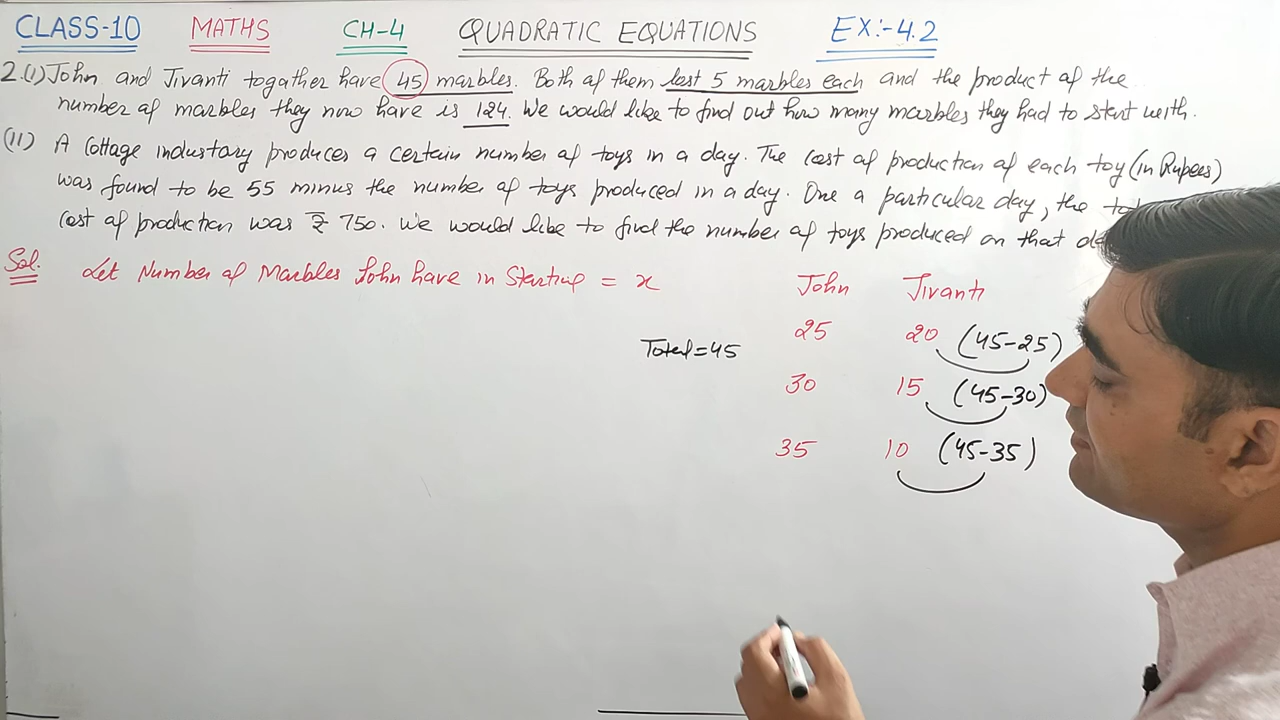 CLASS-10 MATHS CH-4 QUADRATIC EQUATIONS EX:-4.2
2.(i) John and Jivanti togather have 45 marbles. Both of them lost 5 marbles each and the product of the
number of marbles they now have is 124. We would like to find out how many marbles they had to start with.
(II) A Cottage industary produces a certain number of toys in a day. The cost of production of each toy (in Rupees)
was found to be 55 minus the number of toys produced in a day. One a particular day, the
cost of production was ₹ 750. We would like to find the number of toys produced on that
Sol. Let Number of Marbles John have in Starting = x
John Jivanti
Total=45
25 20 (45-25)
30 15 (45-30)
35 10 (45-35)